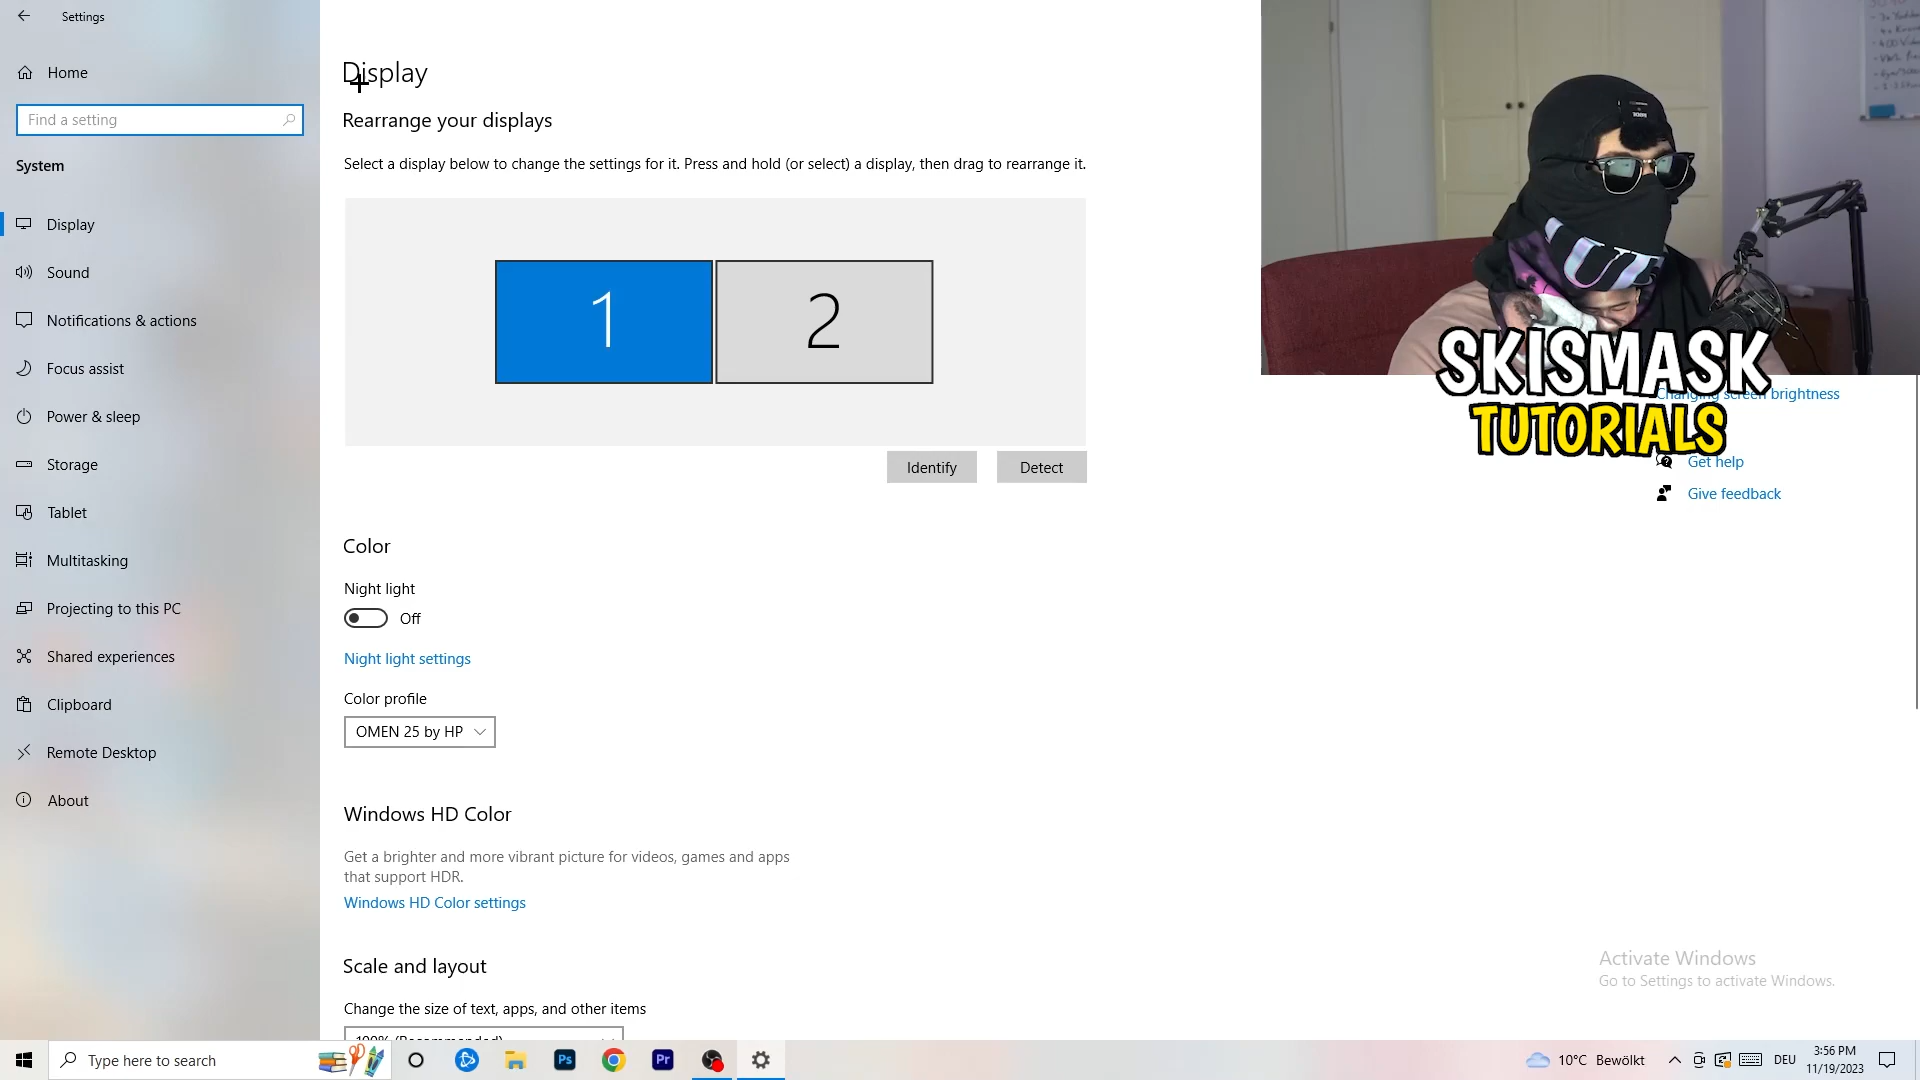 Settings
Home
Find a setting
System
Display
Sound
Notifications & actions
Focus assist
Power & sleep
Storage
Tablet
Multitasking
Projecting to this PC
Shared experiences
Clipboard
Remote Desktop
About
Display
Rearrange your displays
Select a display below to change the settings for it. Press and hold (or select) a display, then drag to rearrange it.
1
2
Identify
Detect
Color
Night light
Off
Night light settings
Color profile
OMEN 25 by HP
Windows HD Color
Get a brighter and more vibrant picture for videos, games and apps
that support HDR.
Windows HD Color settings
Scale and layout
Change the size of text, apps, and other items
100% (Recommended)
SKISMASK
TUTORIALS
Changing screen brightness
Get help
Give feedback
Activate Windows
Go to Settings to activate Windows.
Type here to search
Ps
Pr
10°C Bewölkt
DEU
3:56 PM
11/19/2023